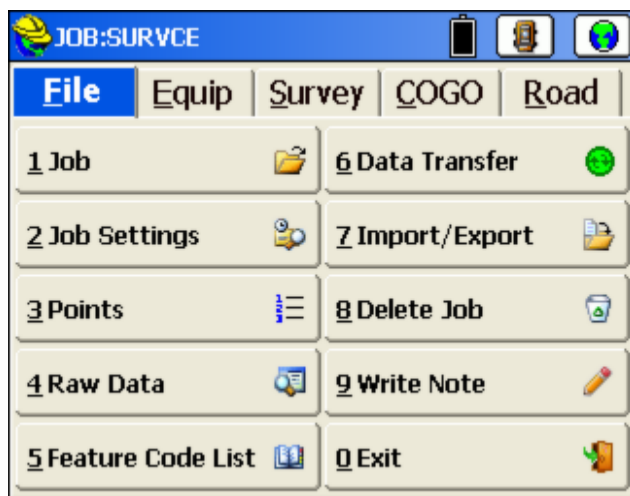 JOB:SURVCE
File Equip Survey COGO Road
1 Job
6 Data Transfer
2 Job Settings
7 Import/Export
3 Points
8 Delete Job
4 Raw Data
9 Write Note
5 Feature Code List
0 Exit